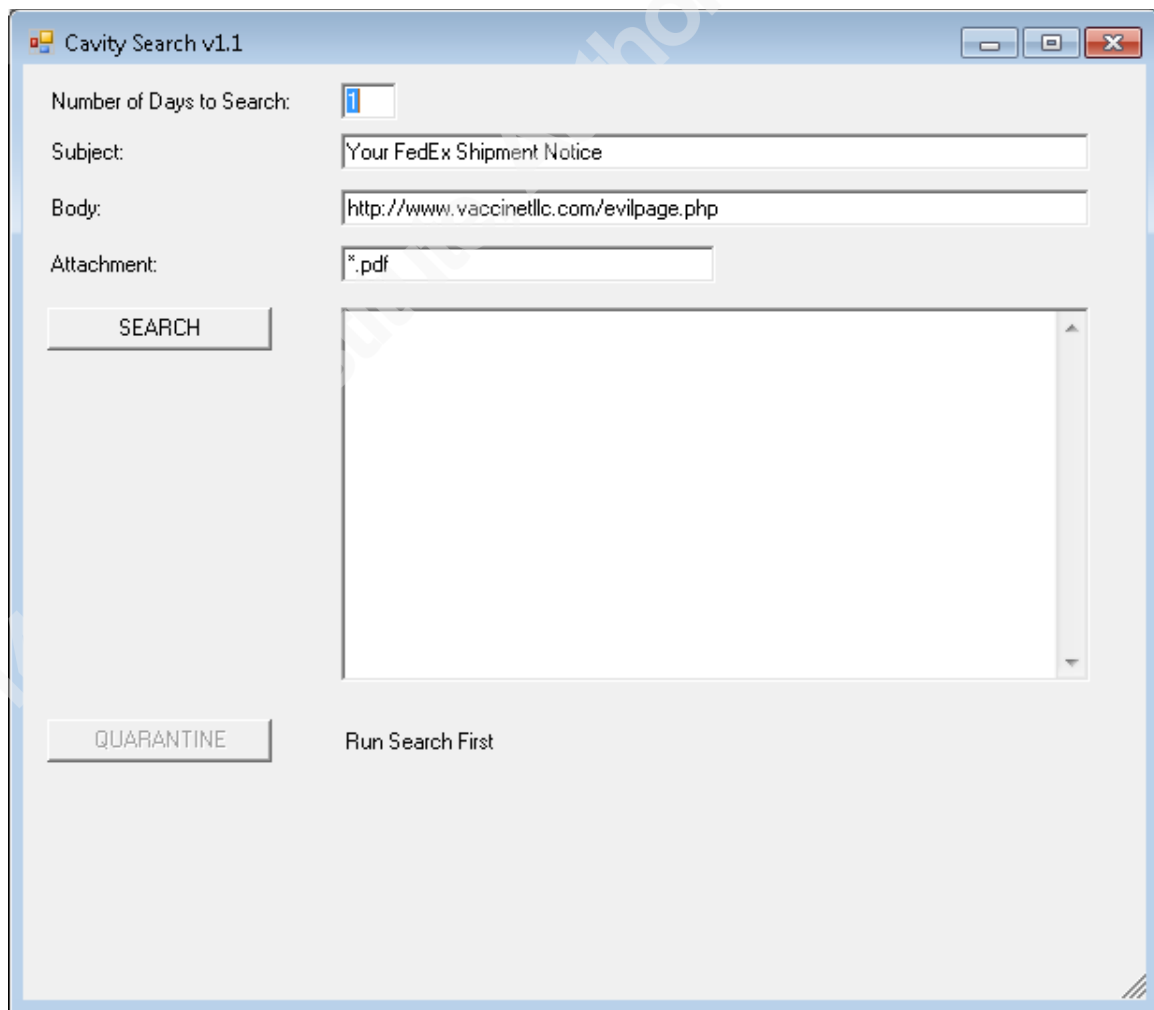 Cavity Search v1.1
Number of Days to Search: 1
Subject: Your FedEx Shipment Notice
Body: http://www.vaccinetllc.com/evilpage.php
Attachment: *.pdf
SEARCH
QUARANTINE Run Search First